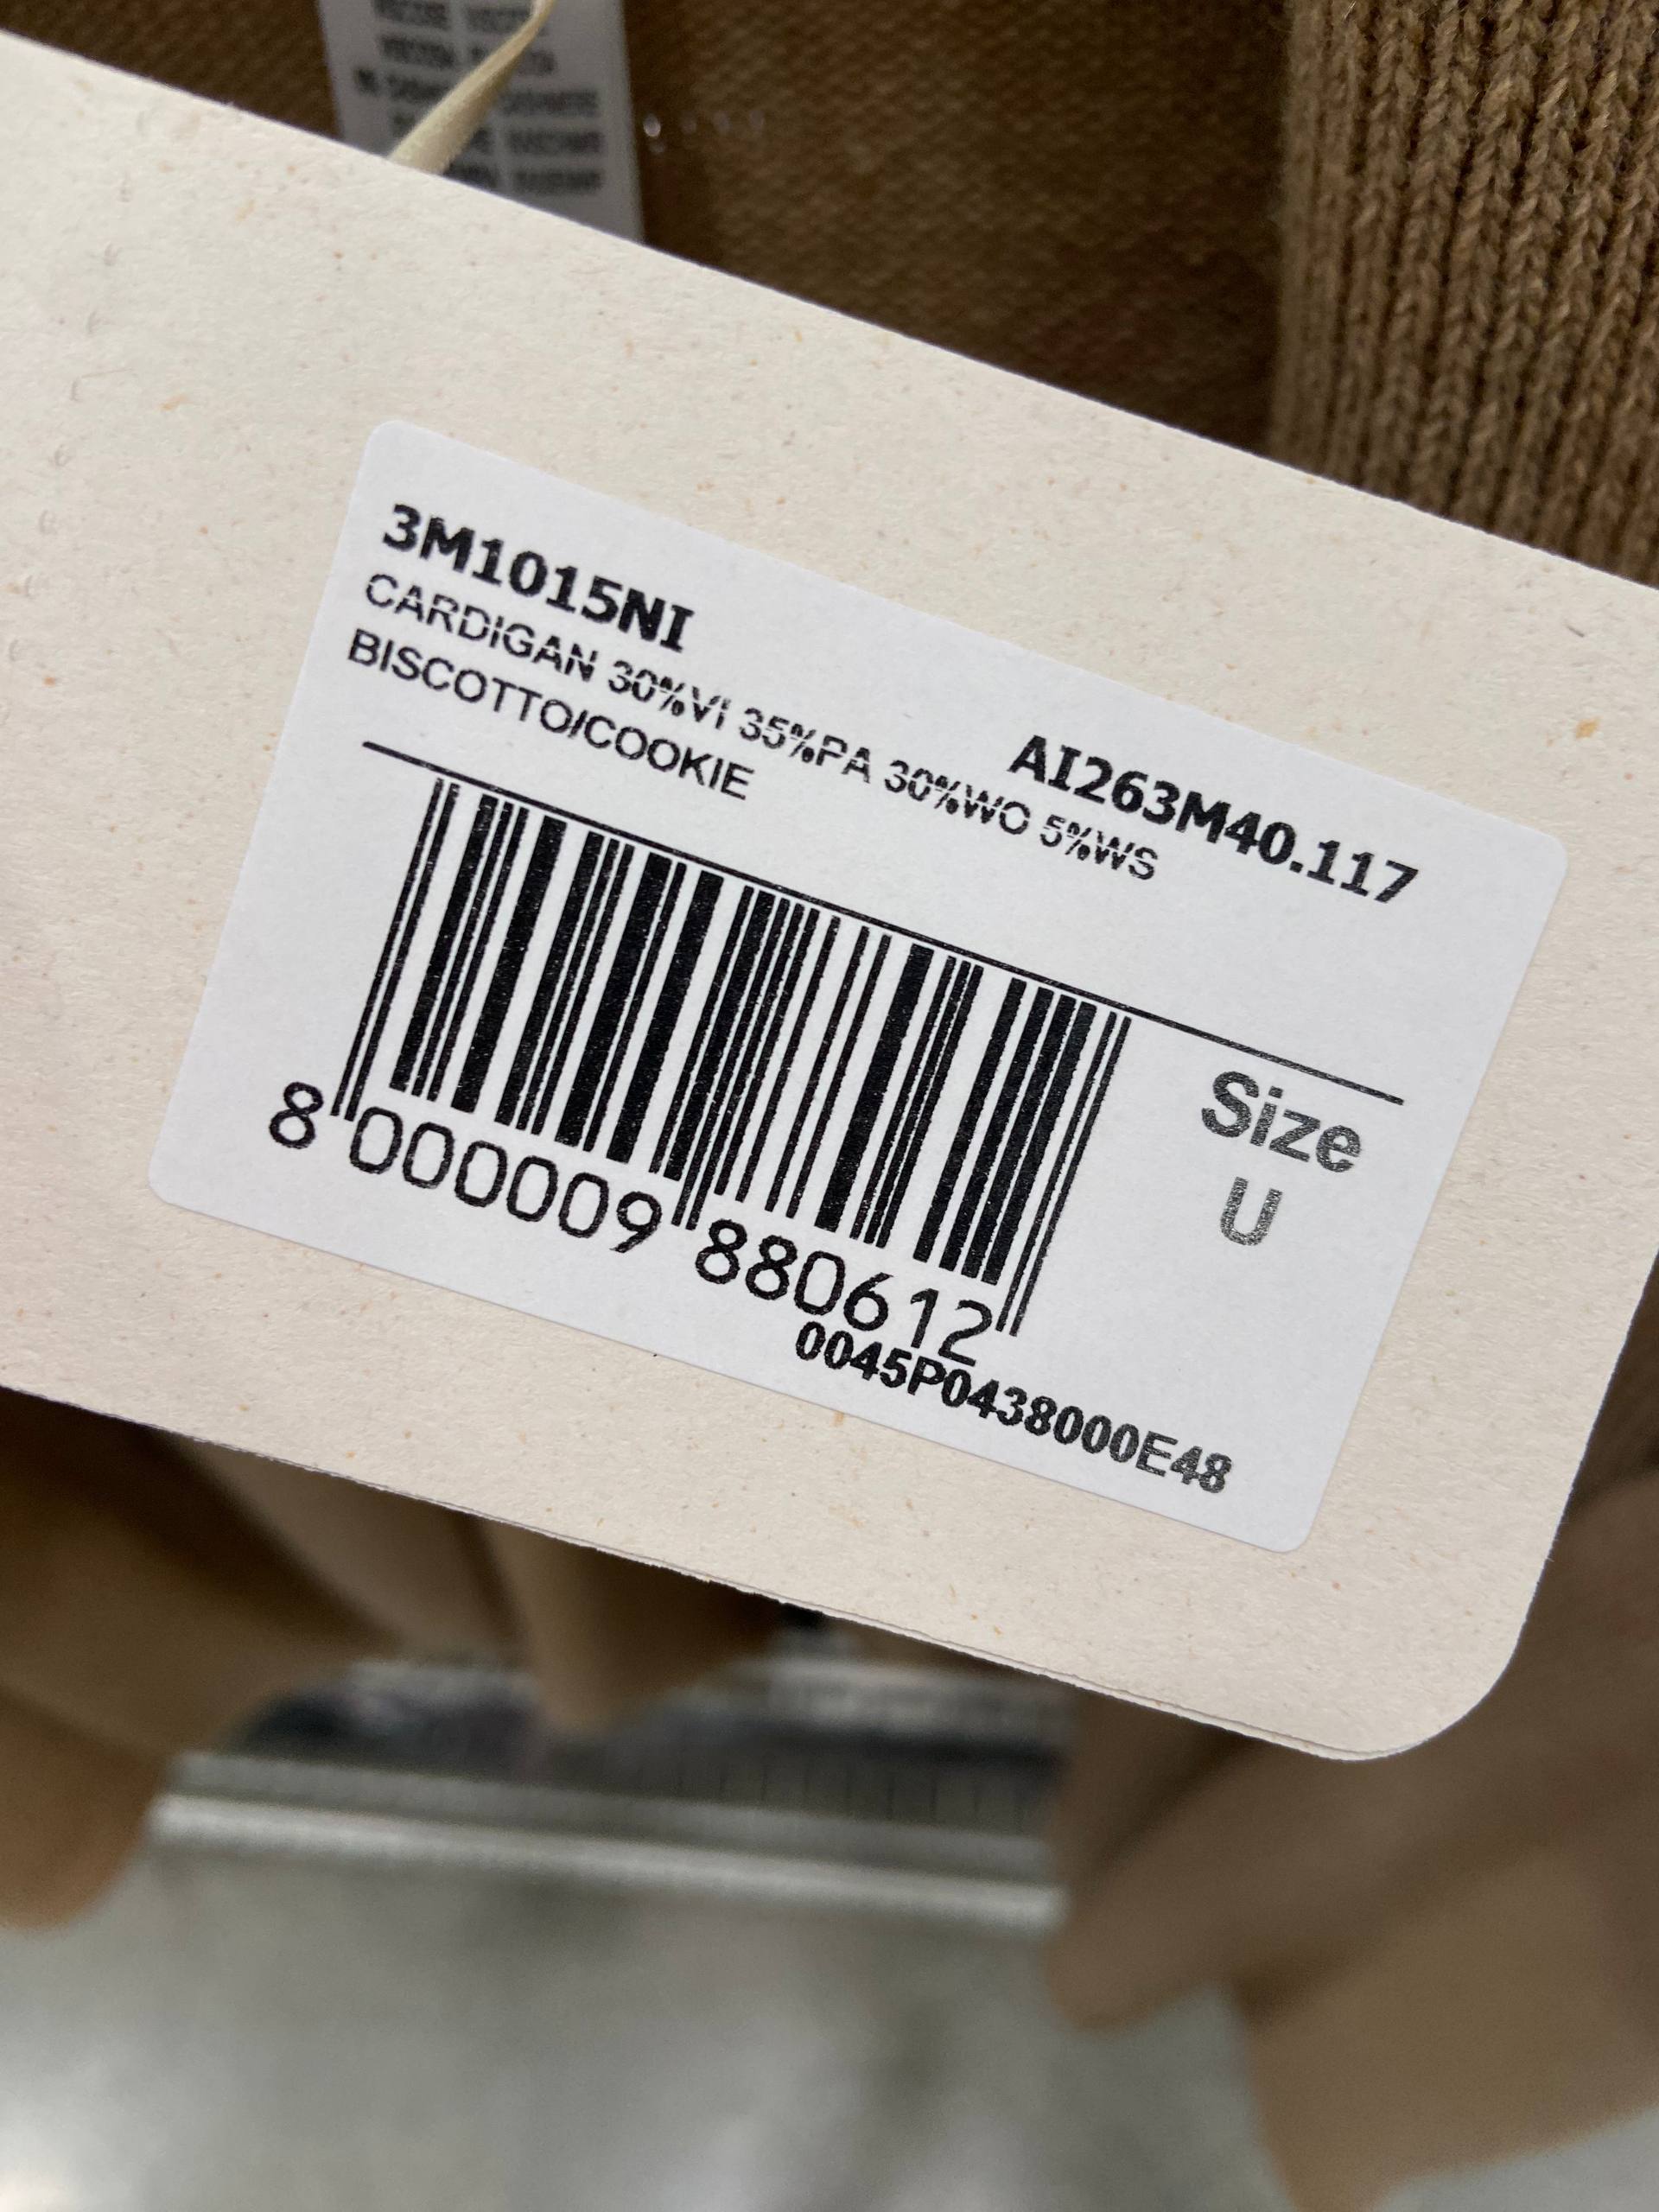 3M1015NI
AI263M40.117
CARDIGAN 30%VI 35%PA 30%WO 5%WS
BISCOTTO/COOKIE
Size
U
8 000009 880612
0045P0438000E48